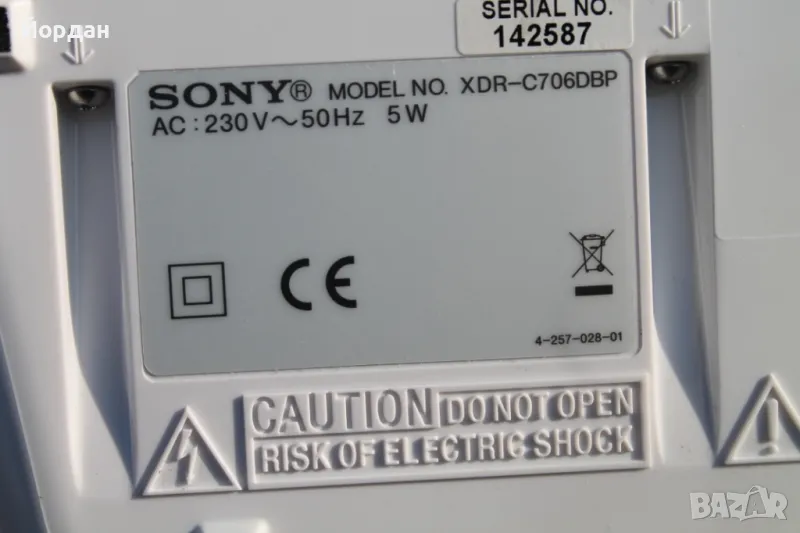 Йордан
SERIAL NO.
142587
SONY® MODEL NO. XDR-C706DBP
AC : 230V～50Hz 5W
CE
4-257-028-01
CAUTION DO NOT OPEN
RISK OF ELECTRIC SHOCK
BAZAR